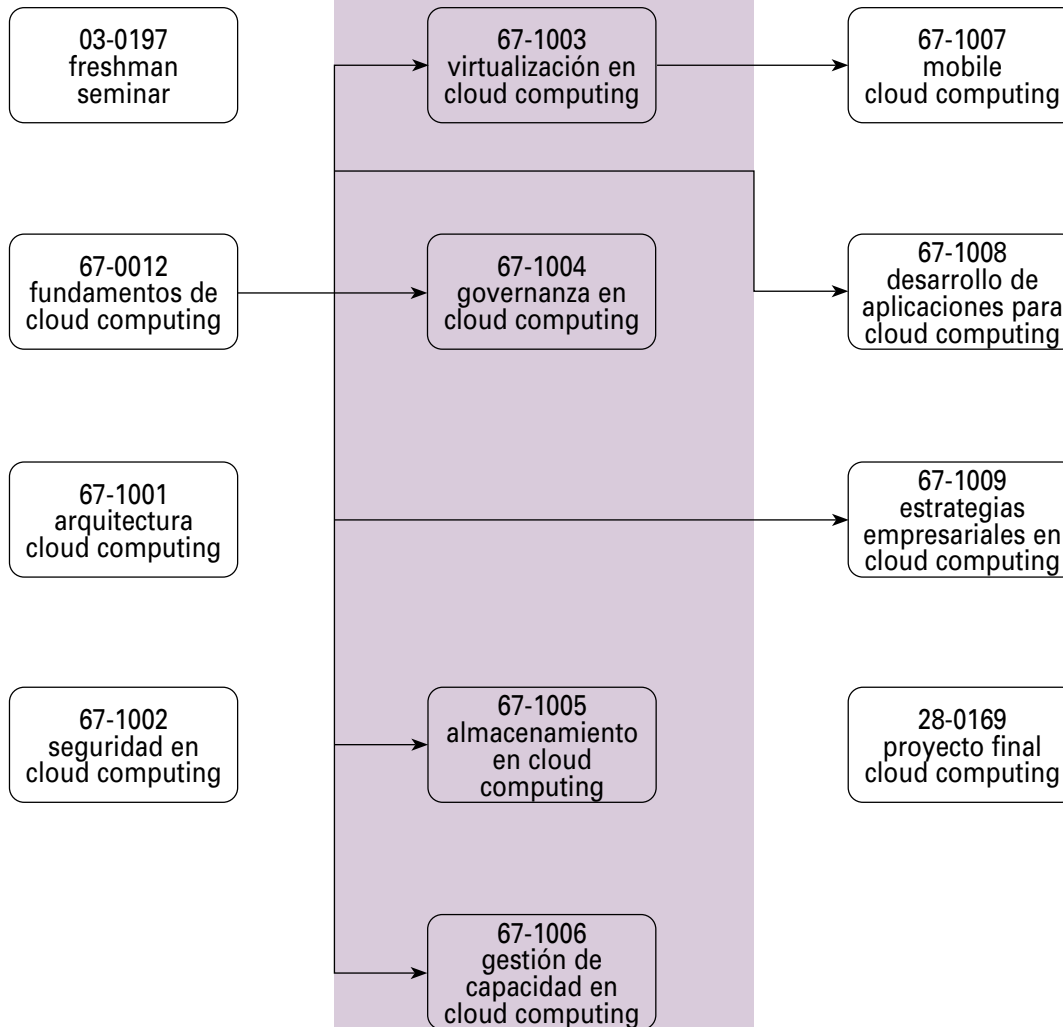 03-0197
freshman
seminar
67-1003
virtualización en
cloud computing
67-1007
mobile
cloud computing
67-0012
fundamentos de
cloud computing
67-1004
governanza en
cloud computing
67-1008
desarrollo de
aplicaciones para
cloud computing
67-1001
arquitectura
cloud computing
67-1009
estrategias
empresariales en
cloud computing
67-1002
seguridad en
cloud computing
67-1005
almacenamiento
en cloud
computing
28-0169
proyecto final
cloud computing
67-1006
gestión de
capacidad en
cloud computing